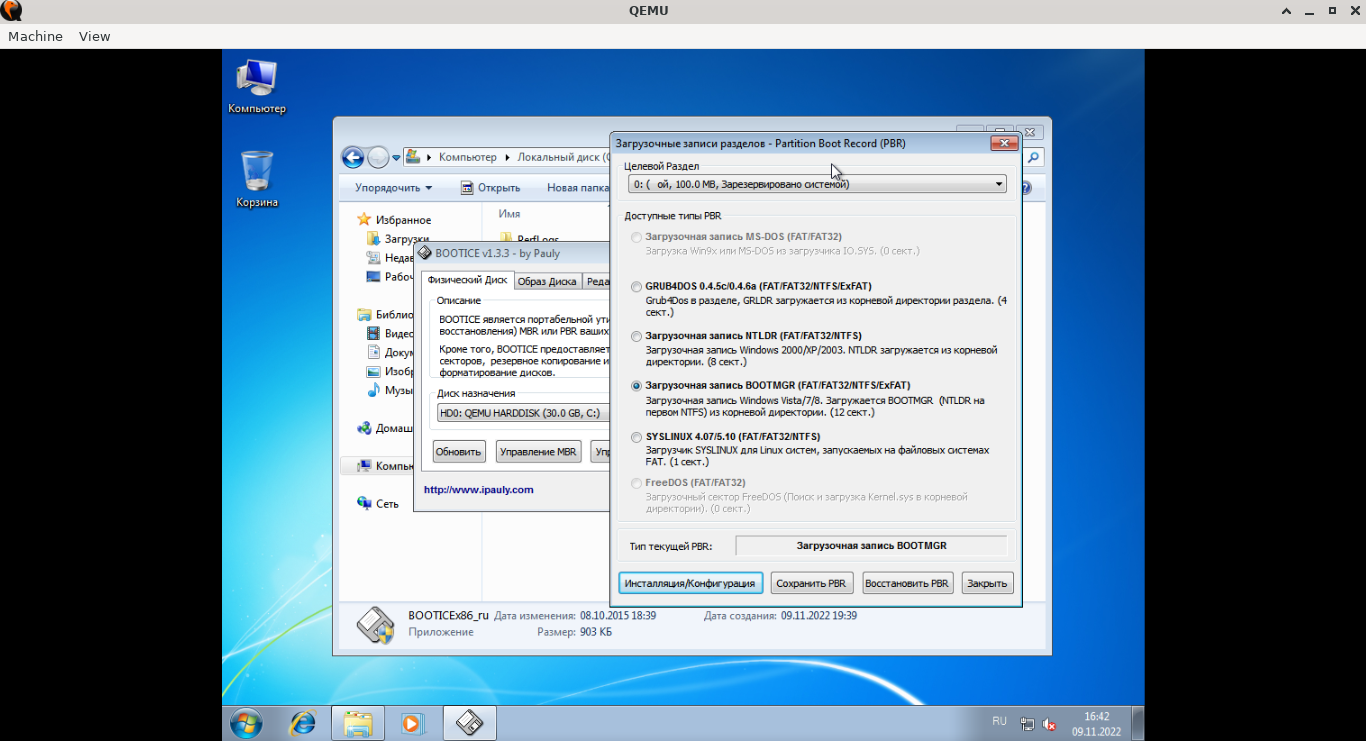 QEMU
Machine View
Компьютер
Корзина
Компьютер Локальный диск (C
Упорядочить Открыть Новая папка
Избранное
Загрузки
Недав
Рабоч
Библио
Видео
Докум
Изобр
Музы
Домаш
Компь
Сеть
Имя
PerfLogs
BOOTICE v1.3.3 - by Pauly
Физический Диск Образ Диска Реда
Описание
BOOTICE является портабельной ути
восстановления) MBR или PBR ваших
Кроме того, BOOTICE предоставляет
секторов, резервное копирование и
форматирование дисков.
Диск назначения
HD0: QEMU HARDDISK (30.0 GB, C:)
Обновить Управление MBR Упр
http://www.ipauly.com
Загрузочные записи разделов - Partition Boot Record (PBR)
Целевой Раздел
0: ( ой, 100.0 MB, Зарезервировано системой)
Доступные типы PBR
Загрузочная запись MS-DOS (FAT/FAT32)
Загрузка Win9x или MS-DOS из загрузчика IO.SYS. (0 сект.)
GRUB4DOS 0.4.5c/0.4.6a (FAT/FAT32/NTFS/ExFAT)
Grub4Dos в разделе, GRLDR загружается из корневой директории раздела. (4
сект.)
Загрузочная запись NTLDR (FAT/FAT32/NTFS)
Загрузочная запись Windows 2000/XP/2003. NTLDR загружается из корневой
директории. (8 сект.)
Загрузочная запись BOOTMGR (FAT/FAT32/NTFS/ExFAT)
Загрузочная запись Windows Vista/7/8. Загружается BOOTMGR (NTLDR на
первом NTFS) из корневой директории. (12 сект.)
SYSLINUX 4.07/5.10 (FAT/FAT32/NTFS)
Загрузчик SYSLINUX для Linux систем, запускаемых на файловых системах
FAT. (1 сект.)
FreeDOS (FAT/FAT32)
Загрузочный сектор FreeDOS (Поиск и загрузка Kernel.sys в корневой
директории). (0 сект.)
Тип текущей PBR: Загрузочная запись BOOTMGR
Инсталляция/Конфигурация Сохранить PBR Восстановить PBR Закрыть
BOOTICEx86_ru Дата изменения: 08.10.2015 18:39 Дата создания: 09.11.2022 19:39
Приложение Размер: 903 КБ
RU 16:42
09.11.2022